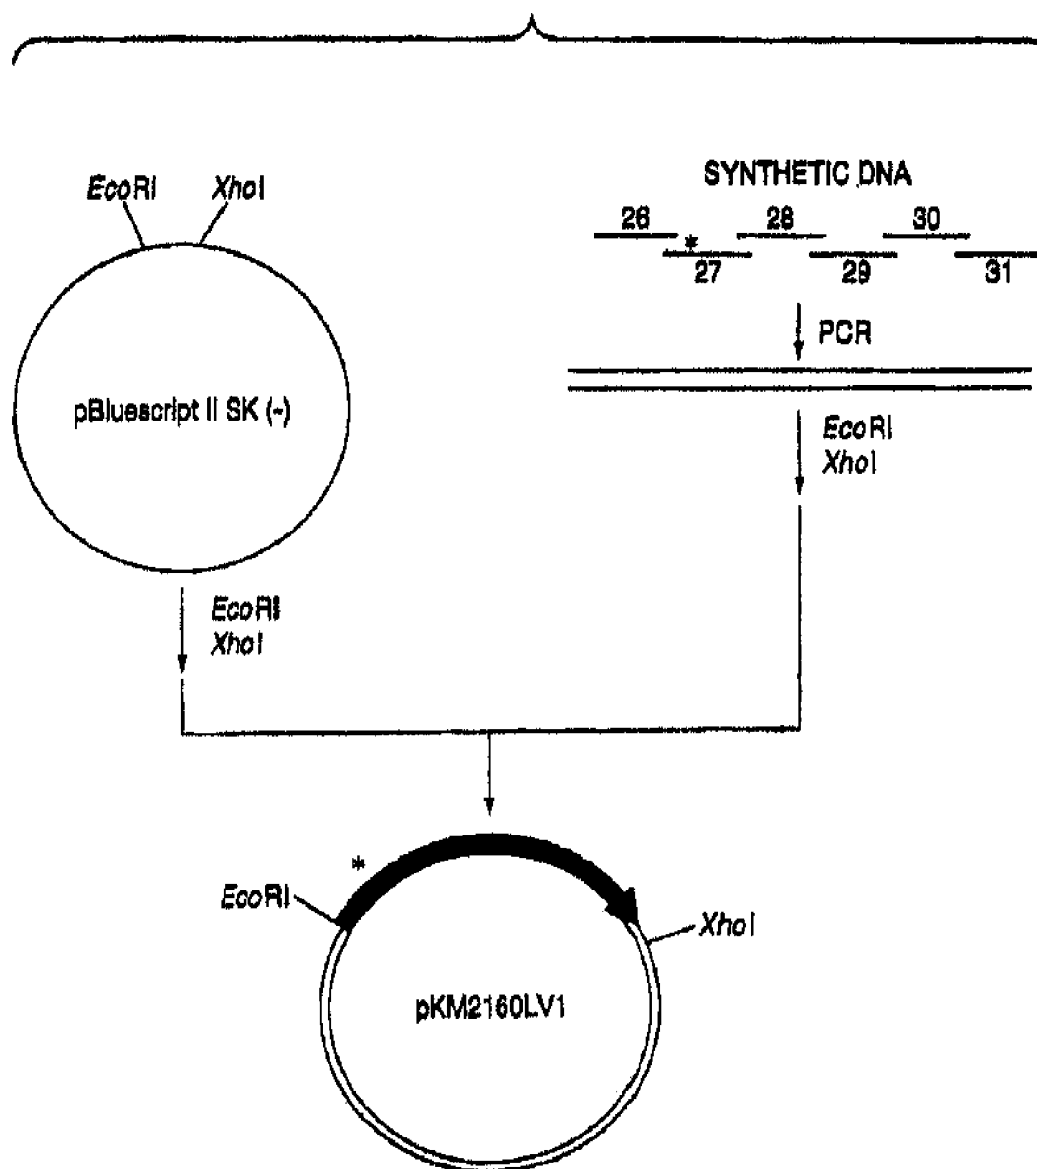 EcoRI XhoI
pBluescript II SK (-)
EcoRI
XhoI
SYNTHETIC DNA
26 28 30
*
27 29 31
PCR
EcoRI
XhoI
*
EcoRI
XhoI
pKM2160LV1